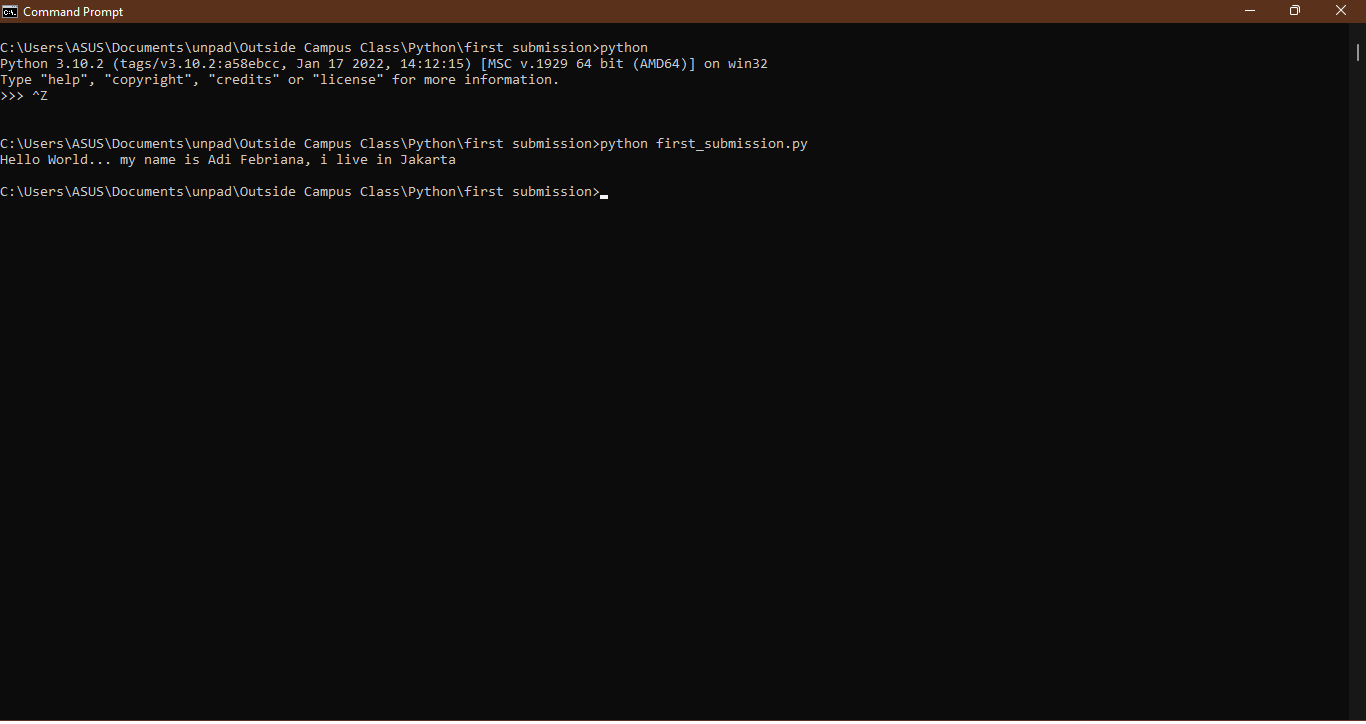 Command Prompt
C:\Users\ASUS\Documents\unpad\Outside Campus Class\Python\first submission>python
Python 3.10.2 (tags/v3.10.2:a58ebcc, Jan 17 2022, 14:12:15) [MSC v.1929 64 bit (AMD64)] on win32
Type "help", "copyright", "credits" or "license" for more information.
>>> ^Z
C:\Users\ASUS\Documents\unpad\Outside Campus Class\Python\first submission>python first_submission.py
Hello World... my name is Adi Febriana, i live in Jakarta
C:\Users\ASUS\Documents\unpad\Outside Campus Class\Python\first submission>